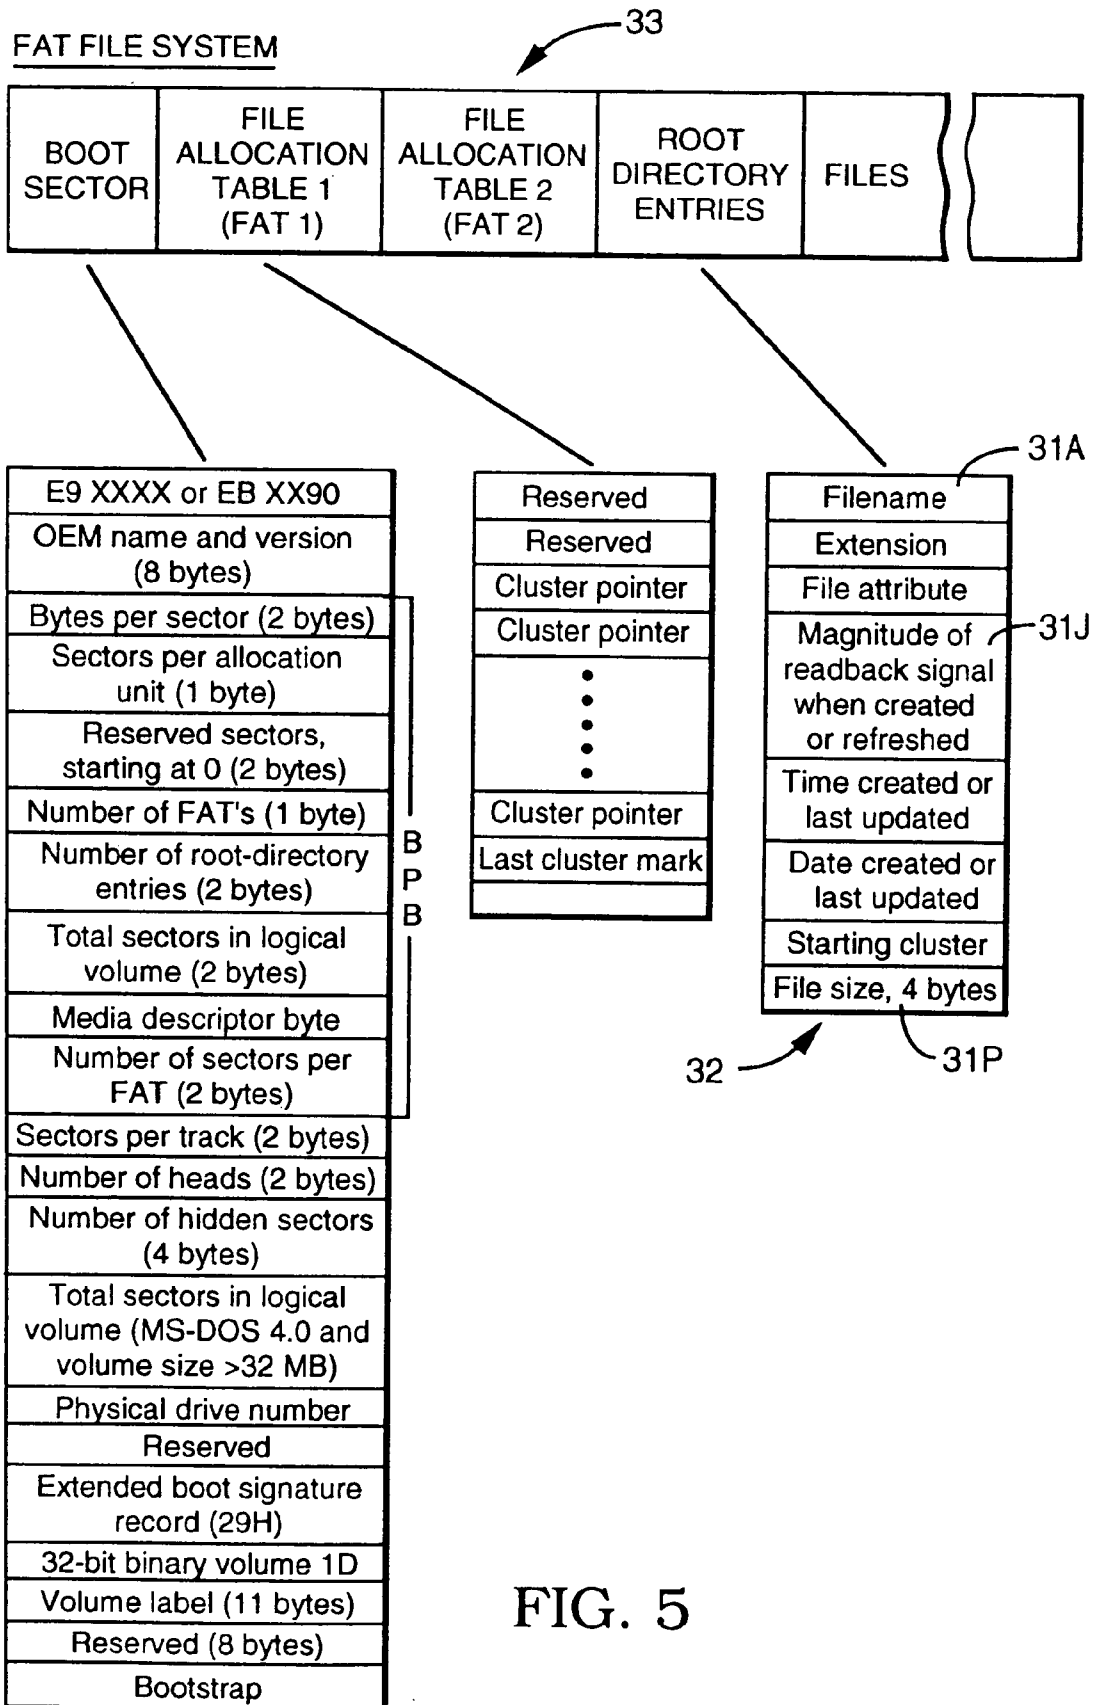 FAT FILE SYSTEM
33
BOOT
SECTOR
FILE
ALLOCATION
TABLE 1
(FAT 1)
FILE
ALLOCATION
TABLE 2
(FAT 2)
ROOT
DIRECTORY
ENTRIES
FILES
E9 XXXX or EB XX90
OEM name and version
(8 bytes)
Bytes per sector (2 bytes)
Sectors per allocation
unit (1 byte)
Reserved sectors,
starting at 0 (2 bytes)
Number of FAT's (1 byte)
Number of root-directory
entries (2 bytes)
Total sectors in logical
volume (2 bytes)
Media descriptor byte
Number of sectors per
FAT (2 bytes)
Sectors per track (2 bytes)
Number of heads (2 bytes)
Number of hidden sectors
(4 bytes)
Total sectors in logical
volume (MS-DOS 4.0 and
volume size >32 MB)
Physical drive number
Reserved
Extended boot signature
record (29H)
32-bit binary volume 1D
Volume label (11 bytes)
Reserved (8 bytes)
Bootstrap
B
P
B
Reserved
Reserved
Cluster pointer
Cluster pointer
Cluster pointer
Last cluster mark
31A
Filename
Extension
File attribute
Magnitude of
readback signal
when created
or refreshed
31J
Time created or
last updated
Date created or
last updated
Starting cluster
File size, 4 bytes
32
31P
FIG. 5